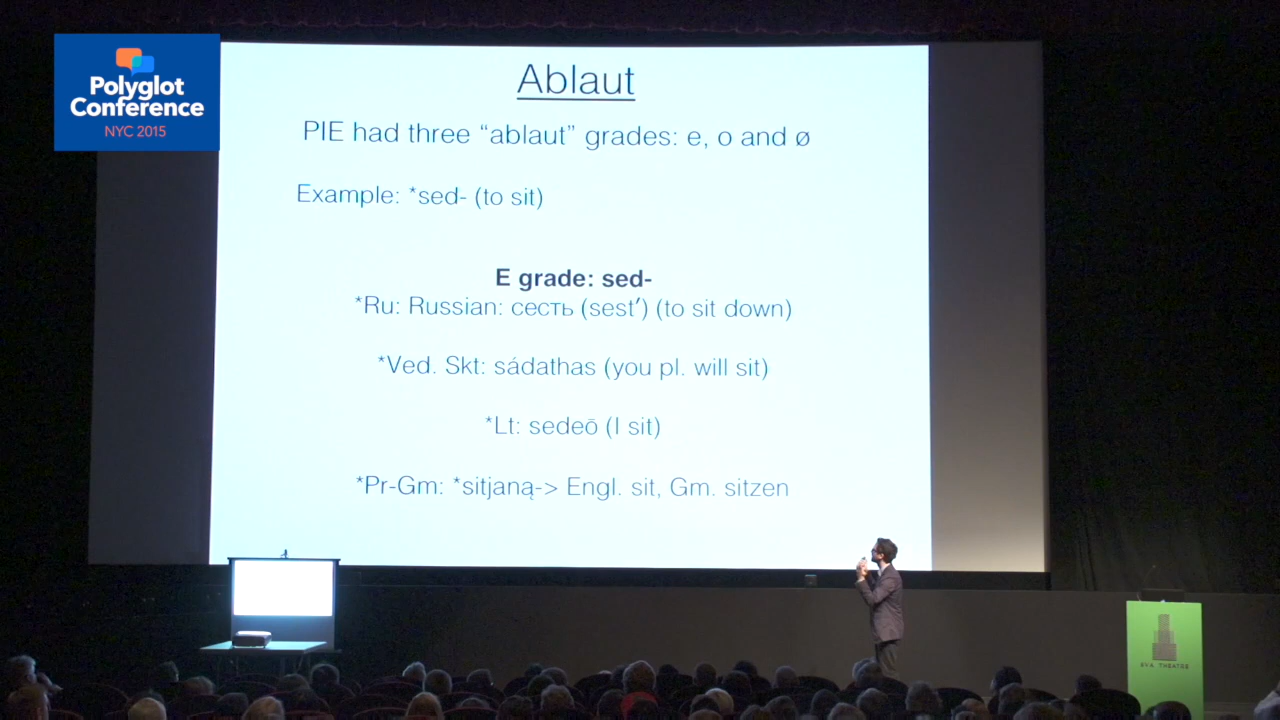 Polyglot
Conference
NYC 2015
Ablaut
PIE had three “ablaut” grades: e, o and ø
Example: *sed- (to sit)
E grade: sed-
*Ru: Russian: сесть (sest′) (to sit down)
*Ved. Skt: sádathas (you pl. will sit)
*Lt: sedeō (I sit)
*Pr-Gm: *sitjaną-> Engl. sit, Gm. sitzen
SVA THEATRE